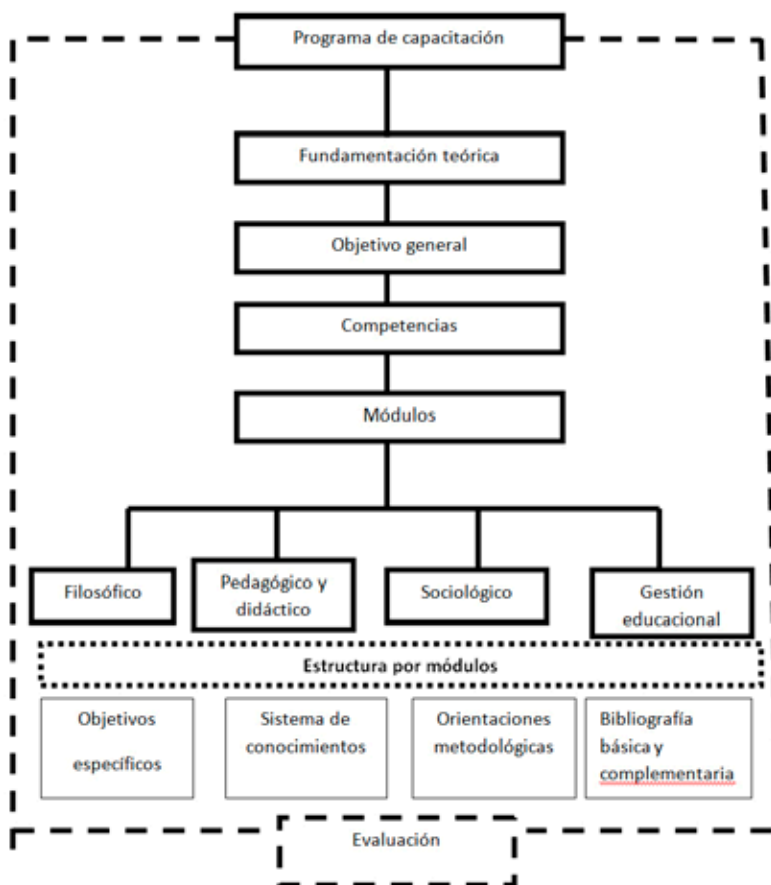 Programa de capacitación
Fundamentación teórica
Objetivo general
Competencias
Módulos
Filosófico
Pedagógico y
didáctico
Sociológico
Gestión
educacional
Estructura por módulos
Objetivos
específicos
Sistema de
conocimientos
Orientaciones
metodológicas
Bibliografía
básica y
complementaria
Evaluación